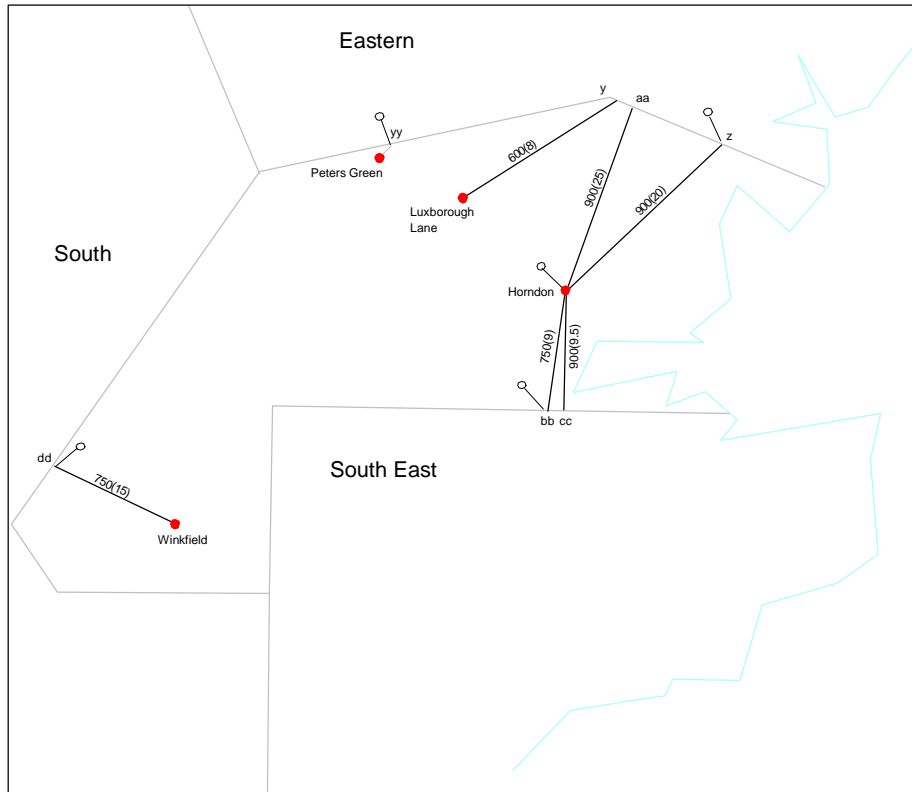 Eastern
y
aa
yy
z
600(8)
Peters Green
900(25)
900(20)
Luxborough
Lane
South
Horndon
750(9)
900(9.5)
bb
cc
dd
South East
750(15)
Winkfield